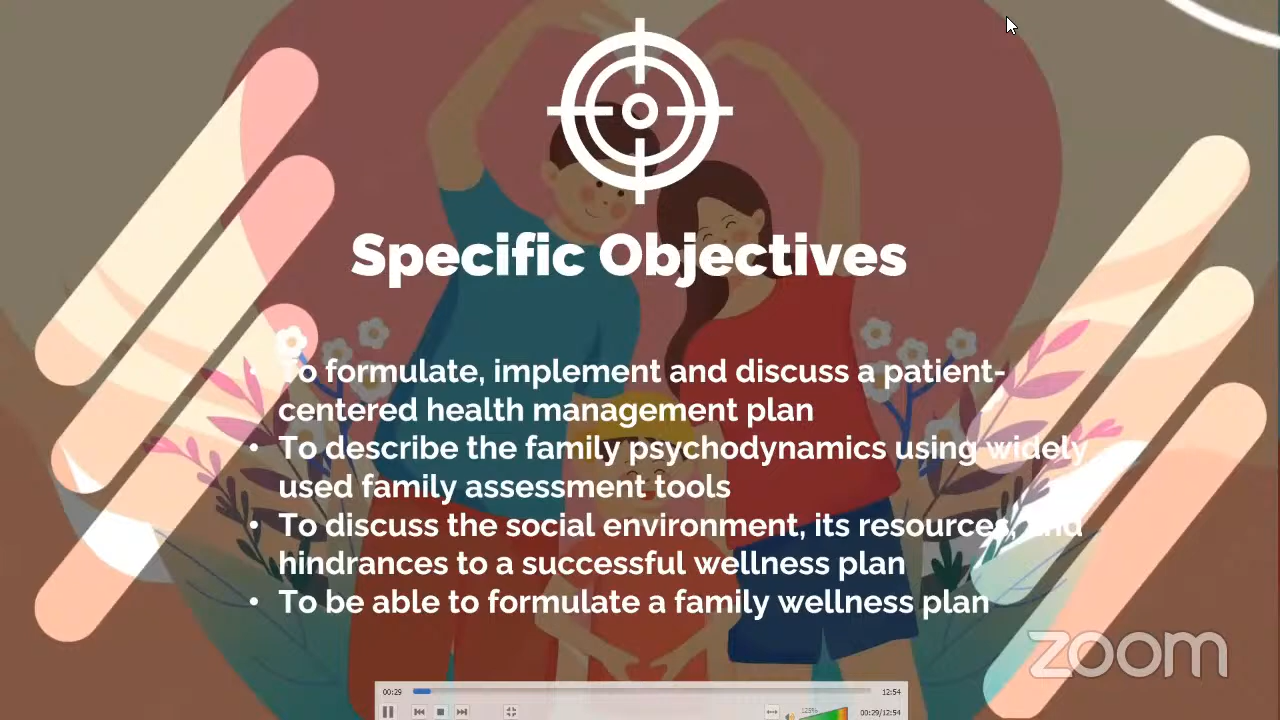 Specific Objectives
• To formulate, implement and discuss a patient-
centered health management plan
• To describe the family psychodynamics using widely
used family assessment tools
• To discuss the social environment, its resources, and
hindrances to a successful wellness plan
• To be able to formulate a family wellness plan
zoom
00:29
12:54
123%
00:29/12:54